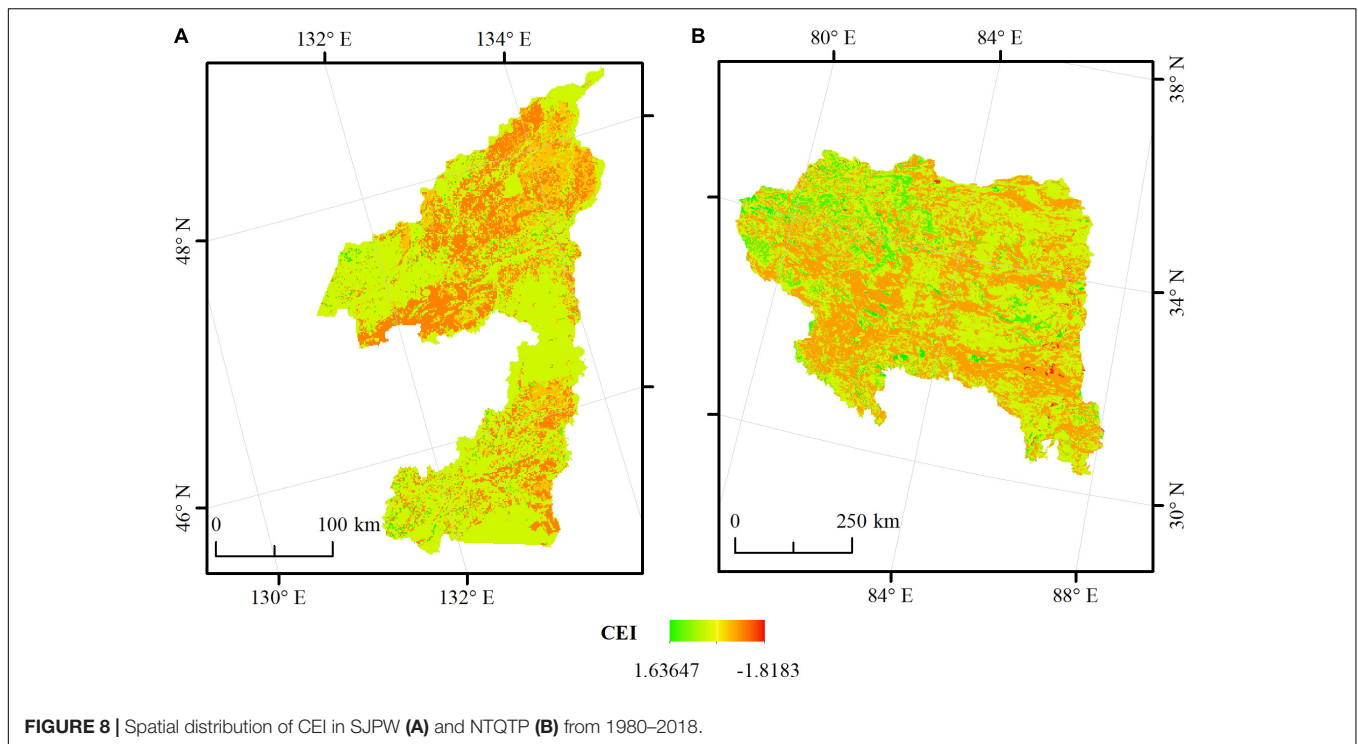 A
132° E
134° E
B
80° E
84° E
38° N
48° N
34° N
46° N
0
100 km
0
250 km
30° N
130° E
132° E
84° E
88° E
CEI
1.63647
-1.8183
FIGURE 8 | Spatial distribution of CEI in SJPW (A) and NTQTP (B) from 1980–2018.